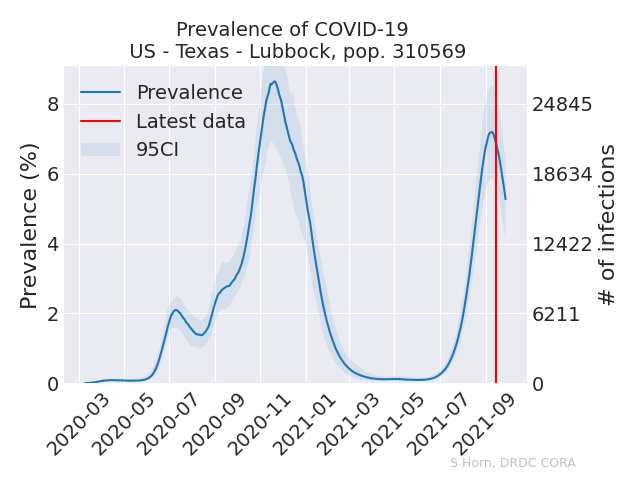 Prevalence of COVID-19
US - Texas - Lubbock, pop. 310569
Prevalence
Latest data
95CI
Prevalence (%)
8
6
4
2
0
24845
18634
12422
6211
0
# of infections
2020-03
2020-05
2020-07
2020-09
2020-11
2021-01
2021-03
2021-05
2021-07
2021-09
S Horn, DRDC CORA